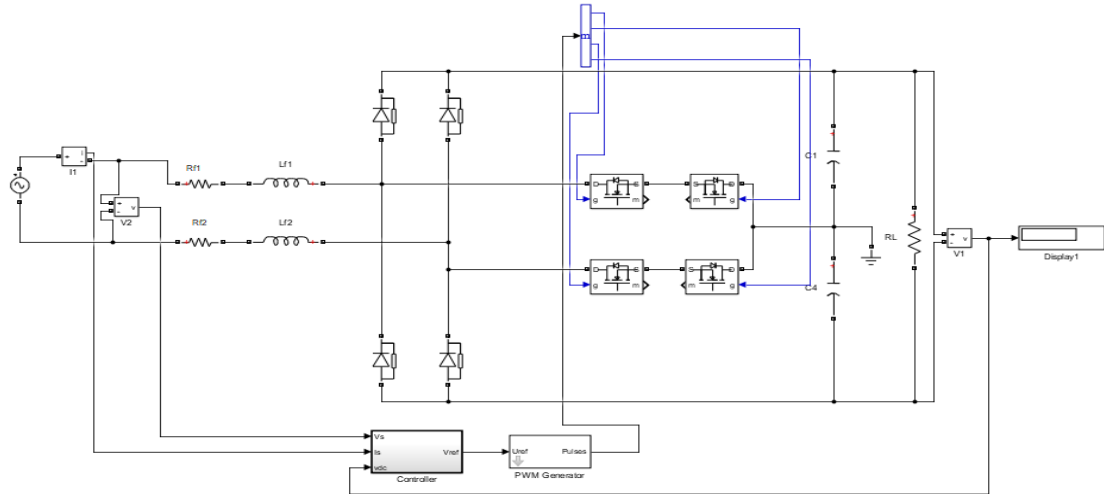 Rf1
Lf1
I1
V2
Rf2
Lf2
D
S
S
D
g
m
m
g
D
S
S
D
g
m
m
g
C1
C4
RL
V1
Display1
Vs
Is
vdc
Vref
Controller
Uref
Pulses
PWM Generator